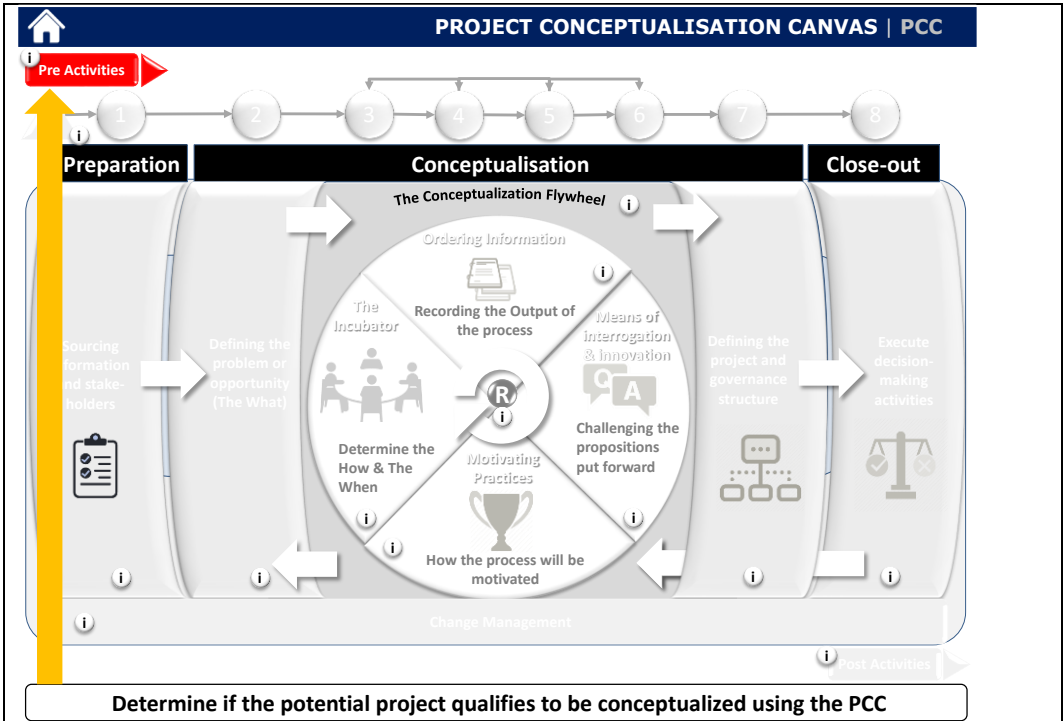 PROJECT CONCEPTUALISATION CANVAS | PCC
i
Pre Activities
1 2 3 4 5 6 7 8
i
Preparation
Conceptualisation
Close-out
The Conceptualization Flywheel
i
Ordering Information
i
Recording the Output of
the process
The
Incubator
Determine the
How & The
When
i
Means of
interrogation
& Innovation
Q A
Challenging the
propositions
put forward
i
R
i
Motivating
Practices
i
How the process will be
motivated
Sourcing
formation
nd stake-
holders
i
Defining the
problem or
opportunity
(The What)
i
Defining the
project and
governance
structure
i
Execute
decision-
making
activities
i
i
Change Management
i
Post Activities
Determine if the potential project qualifies to be conceptualized using the PCC